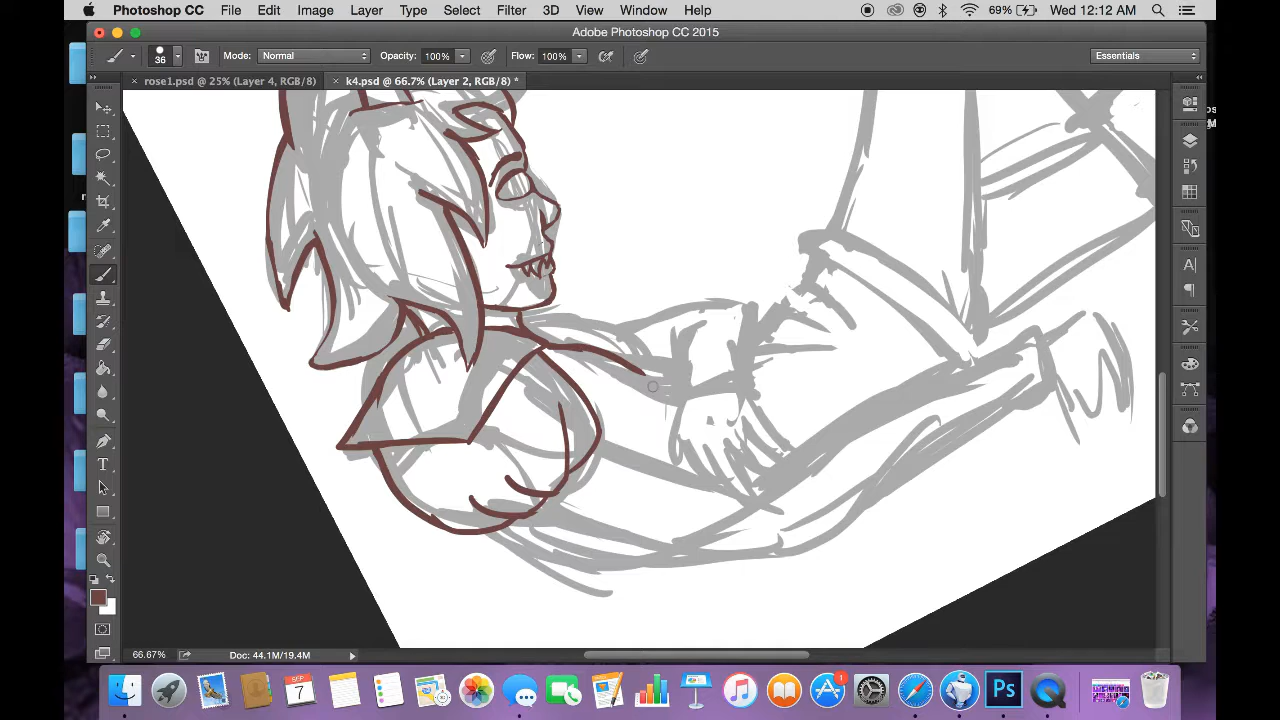 Photoshop CC File Edit Image Layer Type Select Filter 3D View Window Help 69% Wed 12:12 AM
Adobe Photoshop CC 2015
36 Mode: Normal Opacity: 100% Flow: 100% Essentials
× rose1.psd @ 25% (Layer 4, RGB/8) × k4.psd @ 66.7% (Layer 2, RGB/8) *
66.67% Doc: 44.1M/19.4M
SEP
7
1
Ps